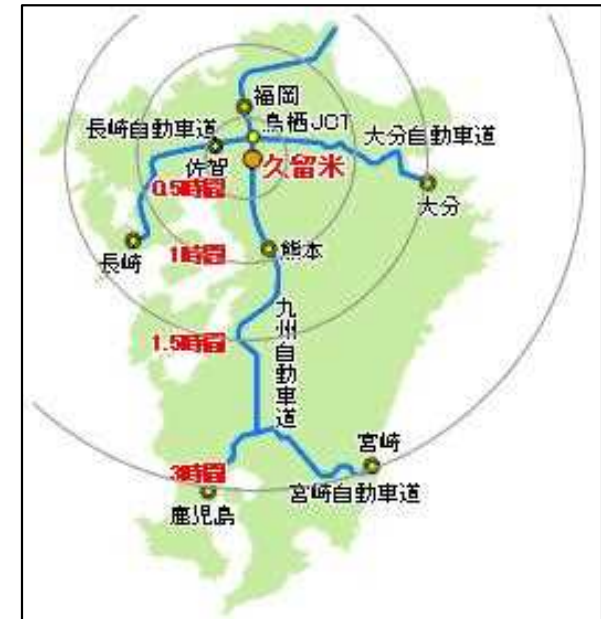 福岡
鳥栖JCT
長崎自動車道
大分自動車道
佐賀
久留米
0.5時間
大分
長崎
1時間
熊本
九州自動車道
1.5時間
宮崎
3時間
宮崎自動車道
鹿児島